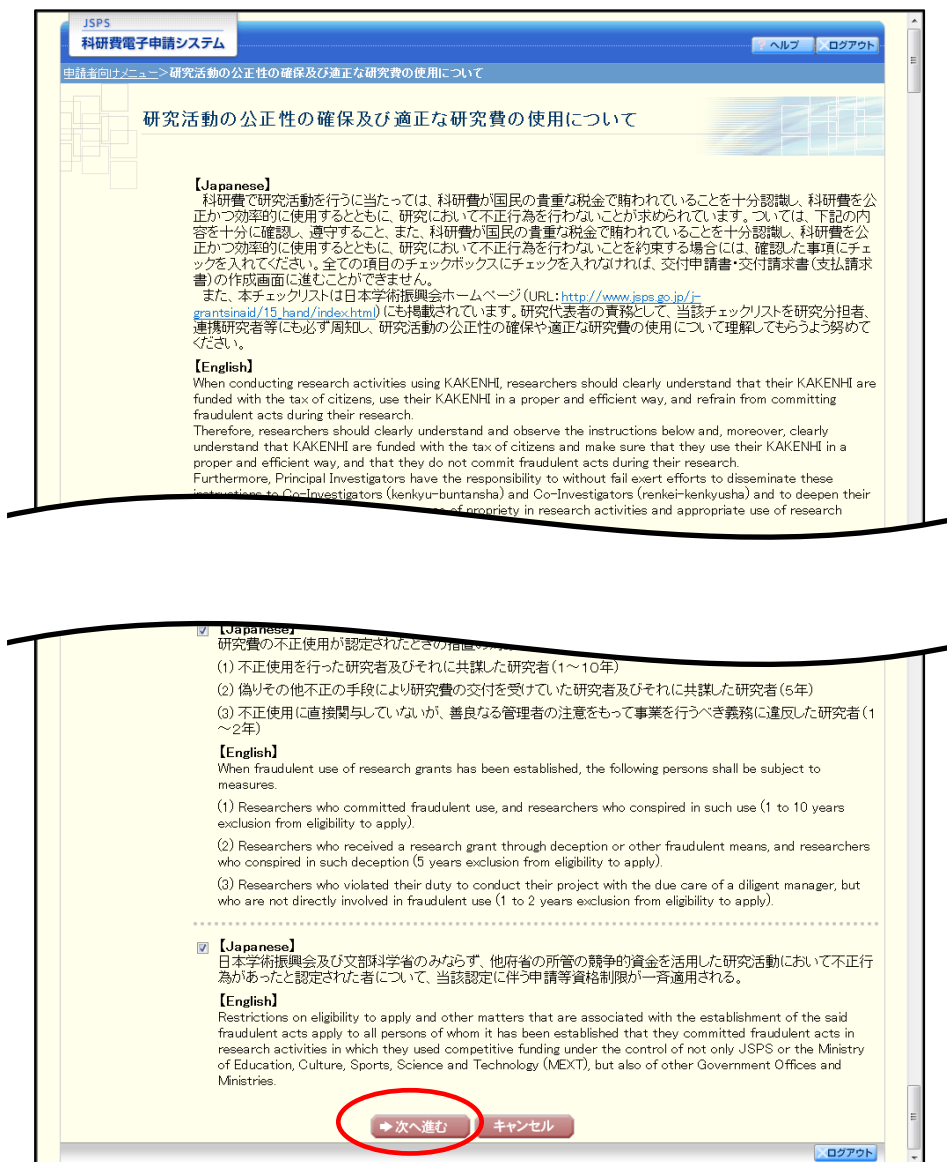 JSPS
科研費電子申請システム
? ヘルプ
×ログアウト
申請者向けメニュー>研究活動の公正性の確保及び適正な研究費の使用について
研究活動の公正性の確保及び適正な研究費の使用について
【Japanese】
科研費で研究活動を行うに当たっては、科研費が国民の貴重な税金で賄われていることを十分認識し、科研費を公
正かつ効率的に使用するとともに、研究において不正行為を行わないことが求められています。ついては、下記の内
容を十分に確認し、遵守すること、また、科研費が国民の貴重な税金で賄われていることを十分認識し、科研費を公
正かつ効率的に使用するとともに、研究において不正行為を行わないことを約束する場合には、確認した事項にチェ
ックを入れてください。全ての項目のチェックボックスにチェックを入れなければ、交付申請書・交付請求書(支払請求
書)の作成画面に進むことができません。
また、本チェックリストは日本学術振興会ホームページ(URL:http://www.jsps.go.jp/j-
grantsinaid/15_hand/index.html)にも掲載されています。研究代表者の責務として、当該チェックリストを研究分担者、
連携研究者等にも必ず周知し、研究活動の公正性の確保や適正な研究費の使用について理解してもらうよう努めて
ください。
【English】
When conducting research activities using KAKENHI, researchers should clearly understand that their KAKENHI are
funded with the tax of citizens, use their KAKENHI in a proper and efficient way, and refrain from committing
fraudulent acts during their research.
Therefore, researchers should clearly understand and observe the instructions below and, moreover, clearly
understand that KAKENHI are funded with the tax of citizens and make sure that they use their KAKENHI in a
proper and efficient way, and that they do not commit fraudulent acts during their research.
Furthermore, Principal Investigators have the responsibility to without fail exert efforts to disseminate these
instructions to Co-Investigators (kenkyu-buntansha) and Co-Investigators (renkei-kenkyusha) and to deepen their
of propriety in research activities and appropriate use of research
【Japanese】
研究費の不正使用が認定されたときの措置の
(1) 不正使用を行った研究者及びそれに共謀した研究者(1~10年)
(2) 偽りその他不正の手段により研究費の交付を受けていた研究者及びそれに共謀した研究者(5年)
(3) 不正使用に直接関与していないが、善良なる管理者の注意をもって事業を行うべき義務に違反した研究者(1
~2年)
【English】
When fraudulent use of research grants has been established, the following persons shall be subject to
measures.
(1) Researchers who committed fraudulent use, and researchers who conspired in such use (1 to 10 years
exclusion from eligibility to apply).
(2) Researchers who received a research grant through deception or other fraudulent means, and researchers
who conspired in such deception (5 years exclusion from eligibility to apply).
(3) Researchers who violated their duty to conduct their project with the due care of a diligent manager, but
who are not directly involved in fraudulent use (1 to 2 years exclusion from eligibility to apply).
【Japanese】
日本学術振興会及び文部科学省のみならず、他府省の所管の競争的資金を活用した研究活動において不正行
為があったと認定された者について、当該認定に伴う申請等資格制限が一斉適用される。
【English】
Restrictions on eligibility to apply and other matters that are associated with the establishment of the said
fraudulent acts apply to all persons of whom it has been established that they committed fraudulent acts in
research activities in which they used competitive funding under the control of not only JSPS or the Ministry
of Education, Culture, Sports, Science and Technology (MEXT), but also of other Government Offices and
Ministries.
次へ進む
キャンセル
×ログアウト